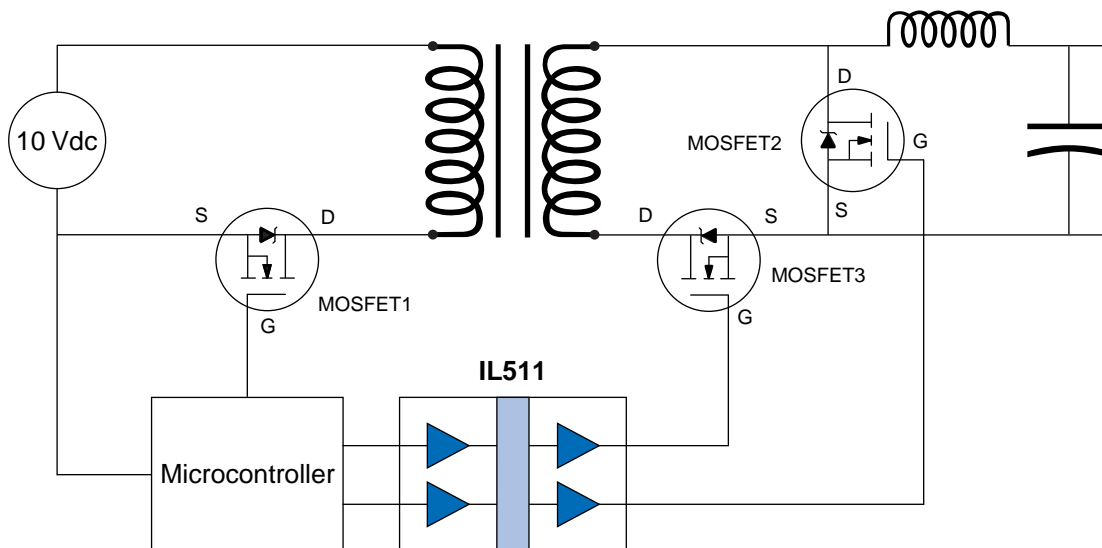 10 Vdc
S
D
MOSFET1
G
D
MOSFET2
G
S
D
S
MOSFET3
G
IL511
Microcontroller